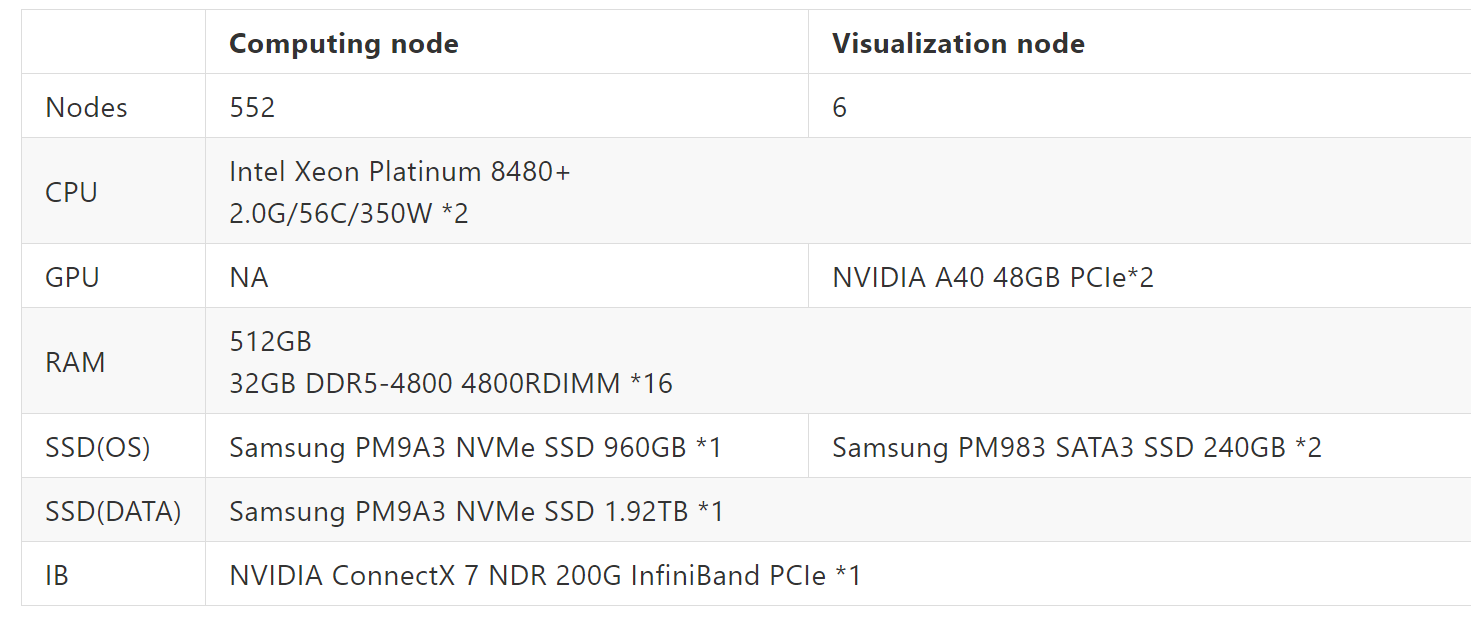 Computing node Visualization node
Nodes 552 6
CPU Intel Xeon Platinum 8480+
2.0G/56C/350W *2
GPU NA NVIDIA A40 48GB PCIe*2
RAM 512GB
32GB DDR5-4800 4800RDIMM *16
SSD(OS) Samsung PM9A3 NVMe SSD 960GB *1 Samsung PM983 SATA3 SSD 240GB *2
SSD(DATA) Samsung PM9A3 NVMe SSD 1.92TB *1
IB NVIDIA ConnectX 7 NDR 200G InfiniBand PCIe *1